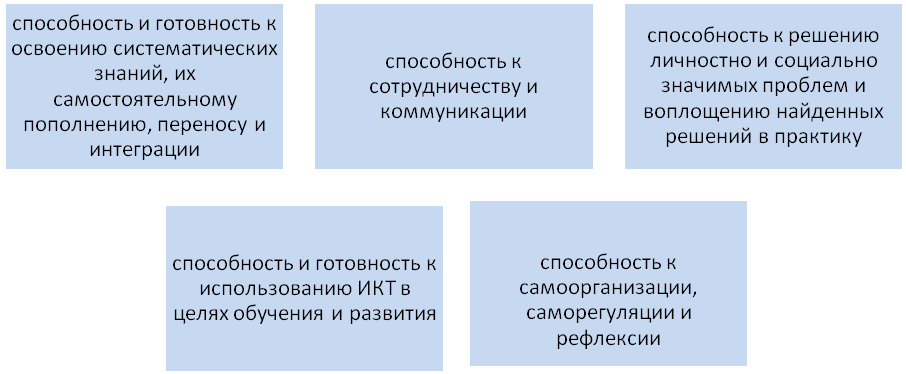 способность и готовность к
освоению систематических
знаний, их
самостоятельному
пополнению, переносу и
интеграции
способность к
сотрудничеству и
коммуникации
способность к решению
личностно и социально
значимых проблем и
воплощению найденных
решений в практику
способность и готовность к
использованию ИКТ в
целях обучения и развития
способность к
самоорганизации,
саморегуляции и
рефлексии